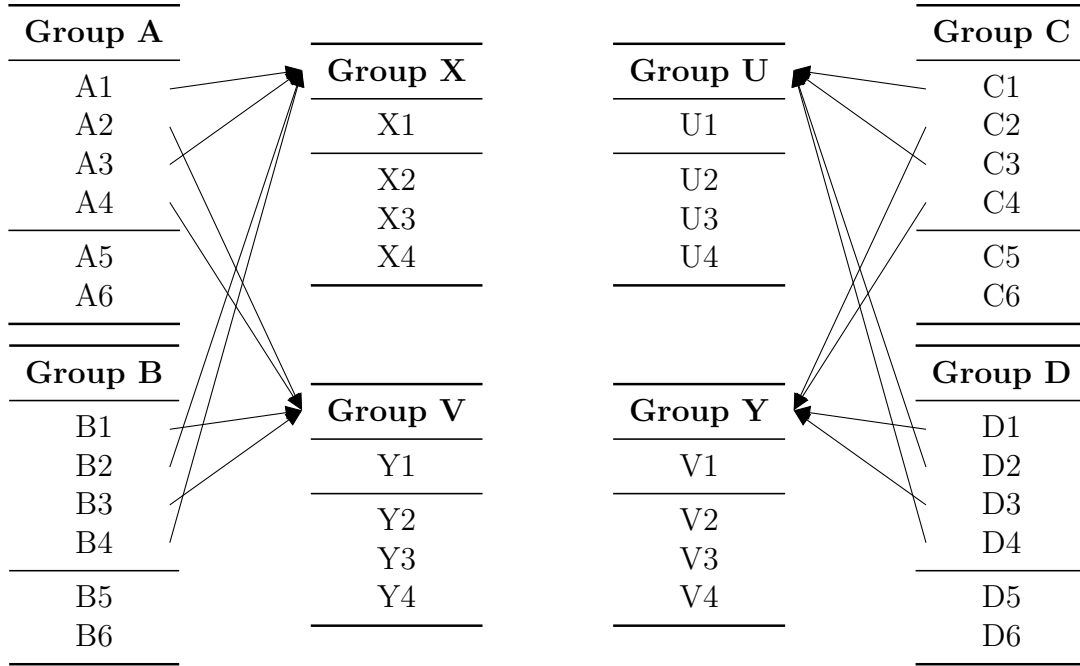 Group A
A1
A2
A3
A4
A5
A6
Group B
B1
B2
B3
B4
B5
B6
Group X
X1
X2
X3
X4
Group V
Y1
Y2
Y3
Y4
Group U
U1
U2
U3
U4
Group Y
V1
V2
V3
V4
Group C
C1
C2
C3
C4
C5
C6
Group D
D1
D2
D3
D4
D5
D6